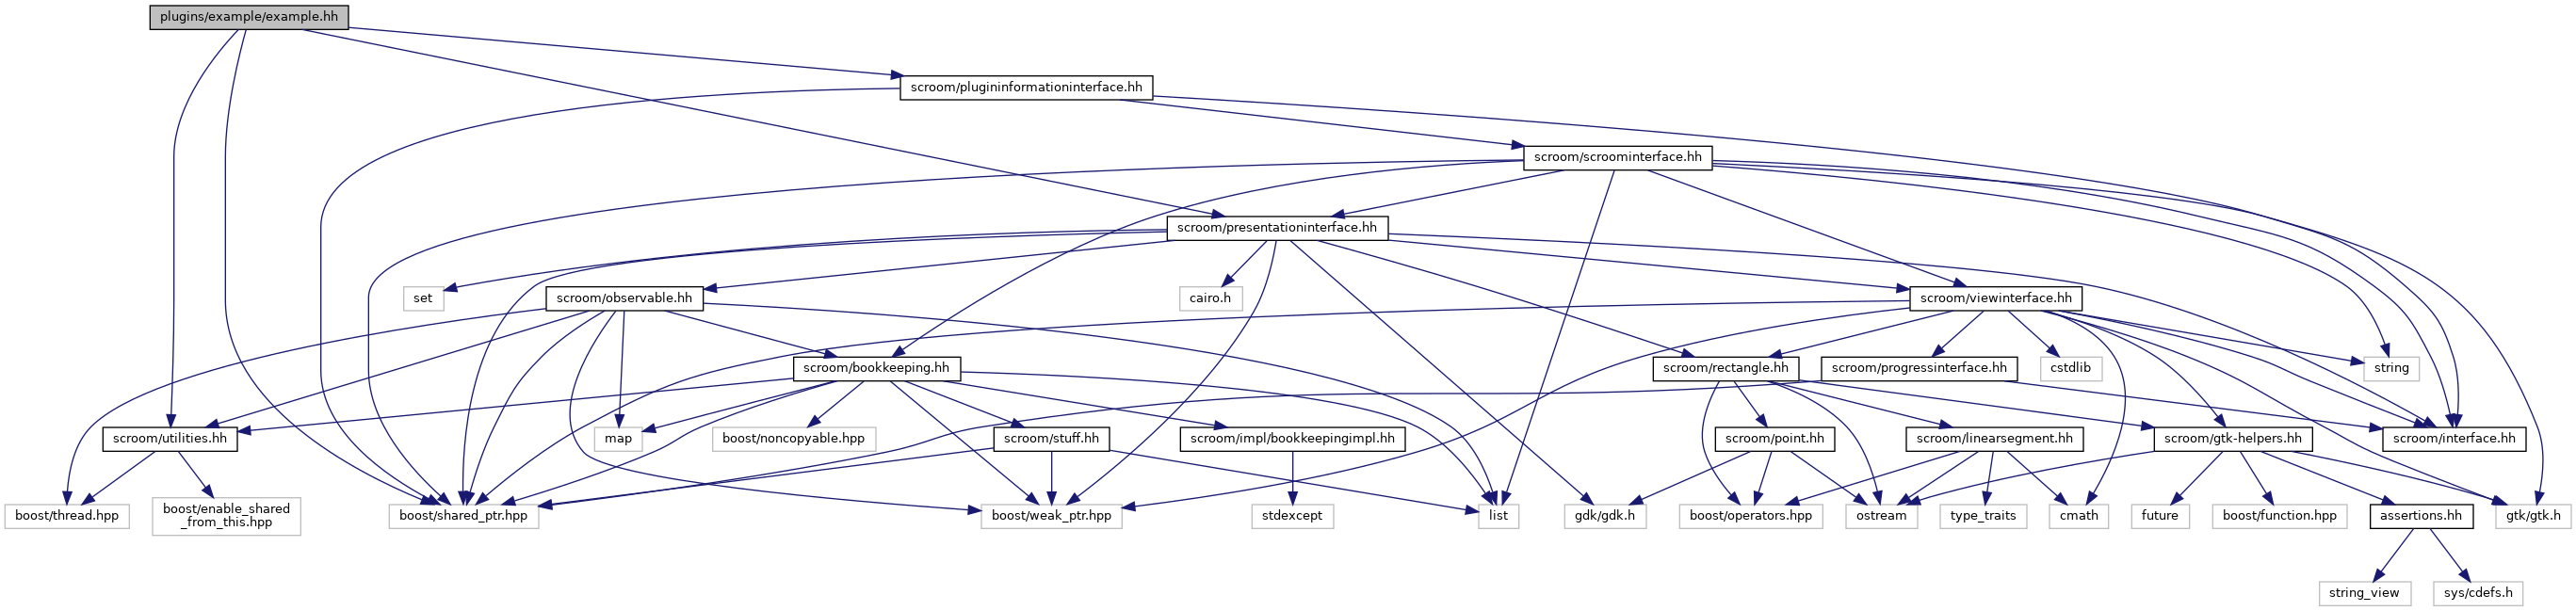 plugins/example/example.hh
scroom/plugininformationinterface.hh
scroom/scroominterface.hh
scroom/presentationinterface.hh
set
scroom/observable.hh
cairo.h
scroom/viewinterface.hh
scroom/bookkeeping.hh
scroom/rectangle.hh
scroom/progressinterface.hh
cstdlib
string
scroom/utilities.hh
map
boost/noncopyable.hpp
scroom/stuff.hh
scroom/impl/bookkeepingimpl.hh
scroom/point.hh
scroom/linearsegment.hh
scroom/gtk-helpers.hh
scroom/interface.hh
boost/thread.hpp
boost/enable_shared
_from_this.hpp
boost/shared_ptr.hpp
boost/weak_ptr.hpp
stdexcept
list
gdk/gdk.h
boost/operators.hpp
ostream
type_traits
cmath
future
boost/function.hpp
assertions.hh
gtk/gtk.h
string_view
sys/cdefs.h